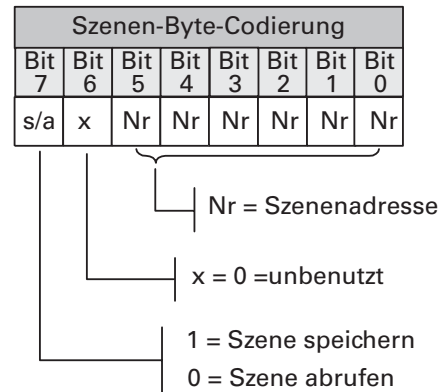 Szenen-Byte-Codierung
Bit Bit Bit Bit Bit Bit Bit Bit
7 6 5 4 3 2 1 0
s/a x Nr Nr Nr Nr Nr Nr
Nr = Szenenadresse
x = 0 =unbenutzt
1 = Szene speichern
0 = Szene abrufen